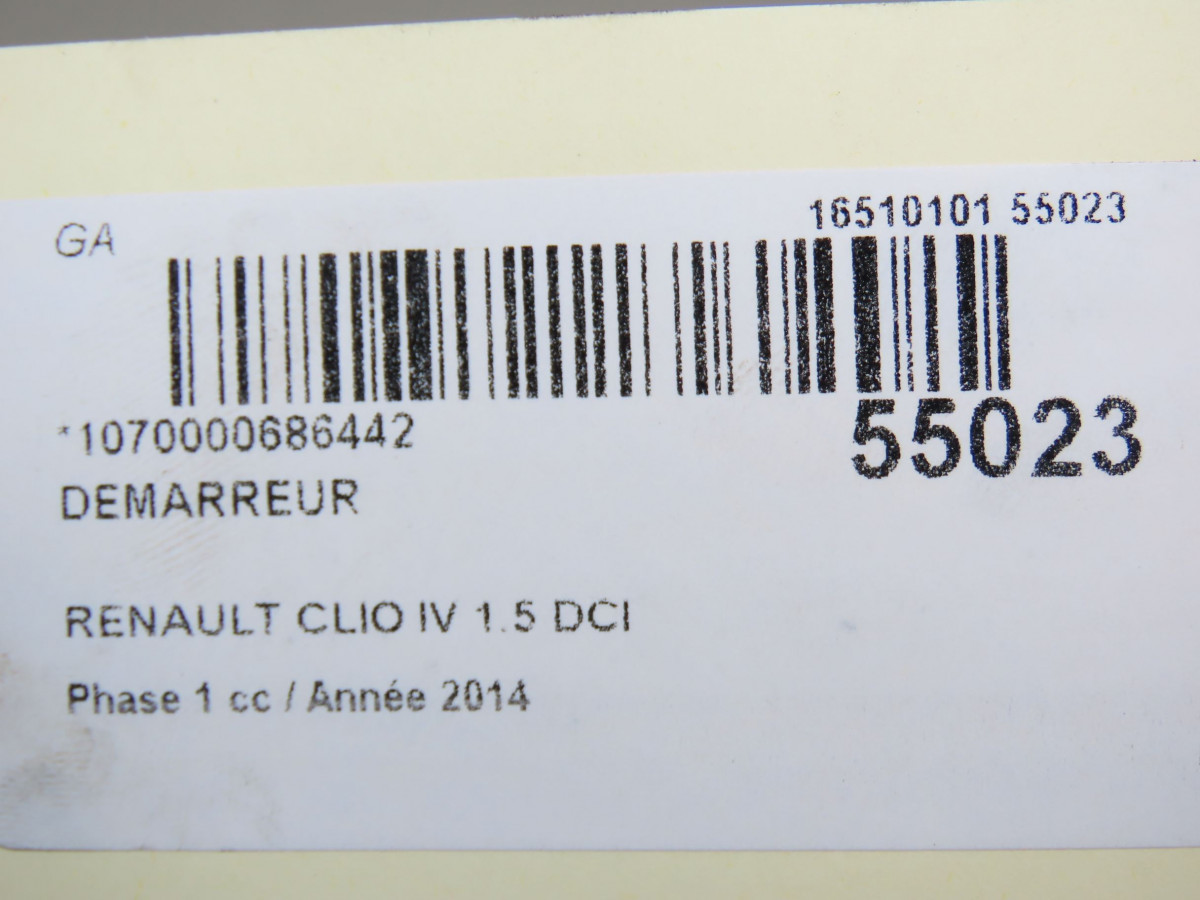 GA
16510101 55023
*1070000686442
55023
DEMARREUR
RENAULT CLIO IV 1.5 DCI
Phase 1 cc / Année 2014